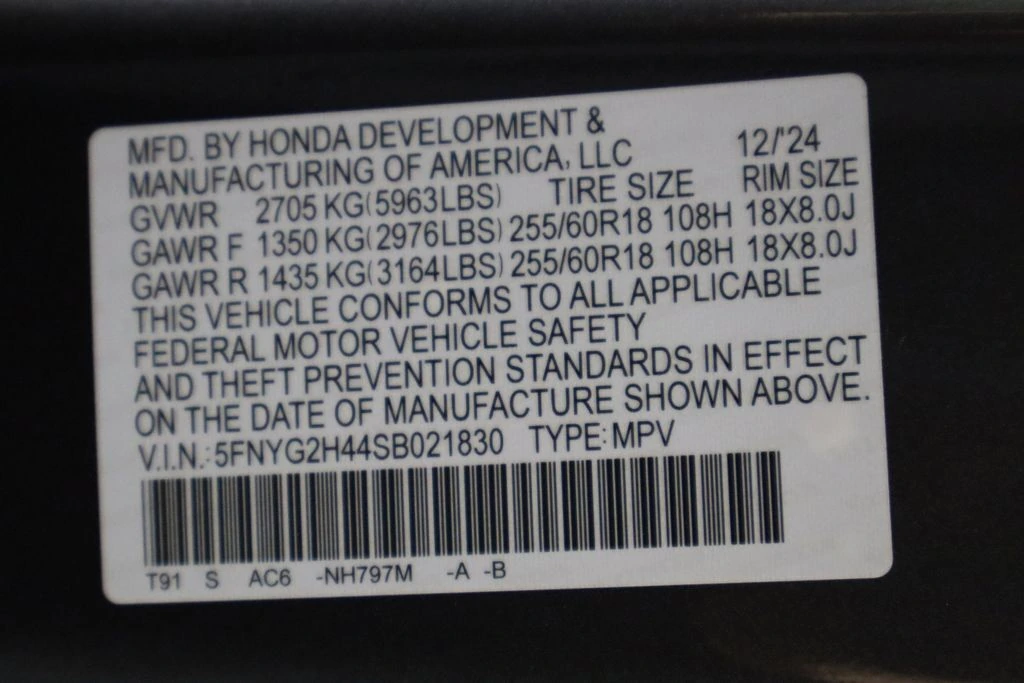 MFD. BY HONDA DEVELOPMENT &
MANUFACTURING OF AMERICA, LLC 12/'24
GVWR 2705 KG(5963LBS) TIRE SIZE RIM SIZE
GAWR F 1350 KG(2976LBS) 255/60R18 108H 18X8.0J
GAWR R 1435 KG(3164LBS) 255/60R18 108H 18X8.0J
THIS VEHICLE CONFORMS TO ALL APPLICABLE
FEDERAL MOTOR VEHICLE SAFETY
AND THEFT PREVENTION STANDARDS IN EFFECT
ON THE DATE OF MANUFACTURE SHOWN ABOVE.
V.I.N.:5FNYG2H44SB021830 TYPE:MPV
T91 S AC6 -NH797M -A -B